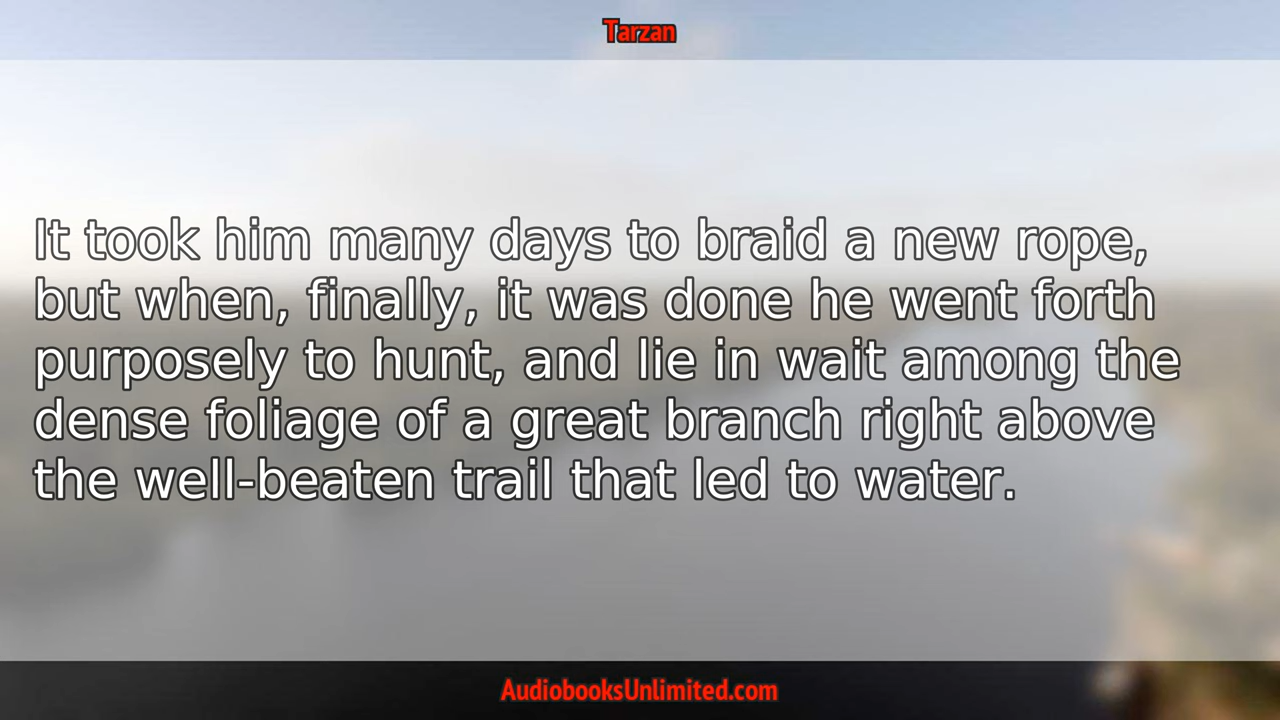 Tarzan
It took him many days to braid a new rope,
but when, finally, it was done he went forth
purposely to hunt, and lie in wait among the
dense foliage of a great branch right above
the well-beaten trail that led to water.
AudiobooksUnlimited.com